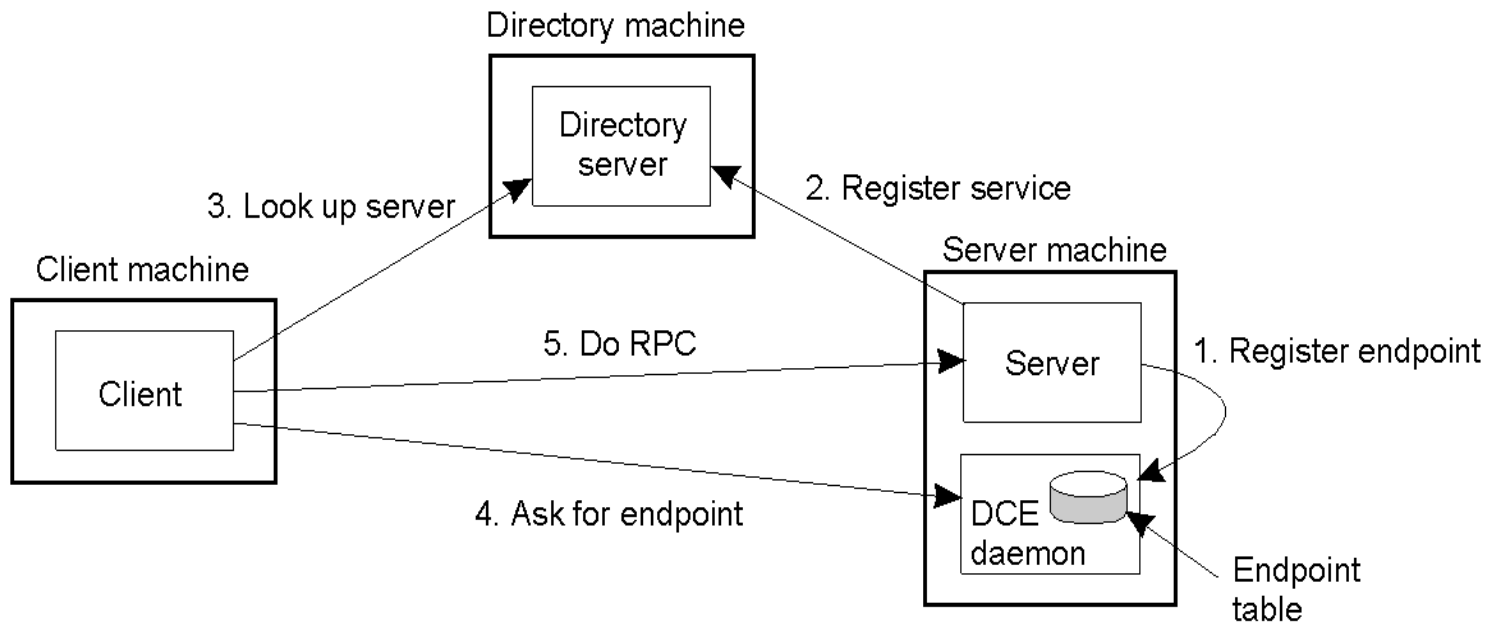 Directory machine
Directory
server
2. Register service
3. Look up server
Server machine
Client machine
5. Do RPC
1. Register endpoint
Server
Client
4. Ask for endpoint
DCE
daemon
Endpoint
table